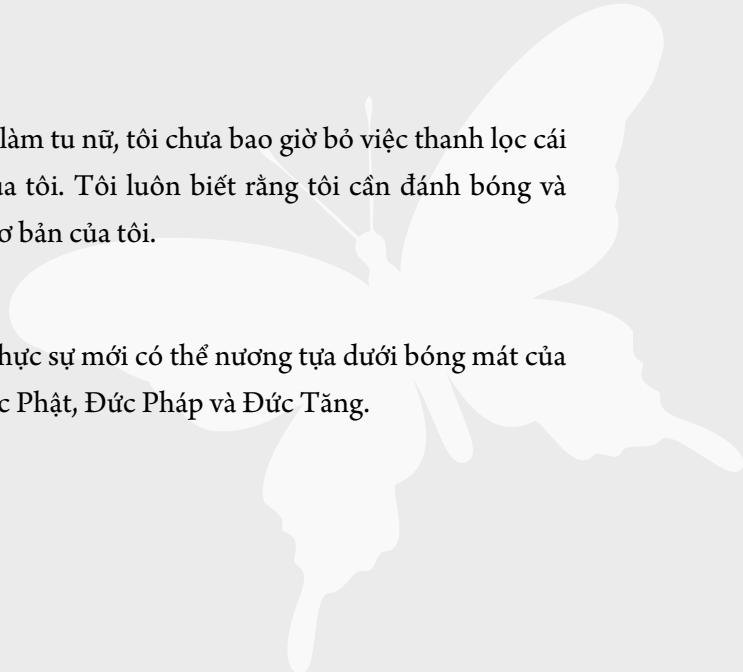 làm tu nữ, tôi chưa bao giờ bỏ việc thanh lọc cái
tôi. Tôi luôn biết rằng tôi cần đánh bóng và
bản của tôi.
sự mới có thể nương tựa dưới bóng mát của
Phật, Đức Pháp và Đức Tăng.